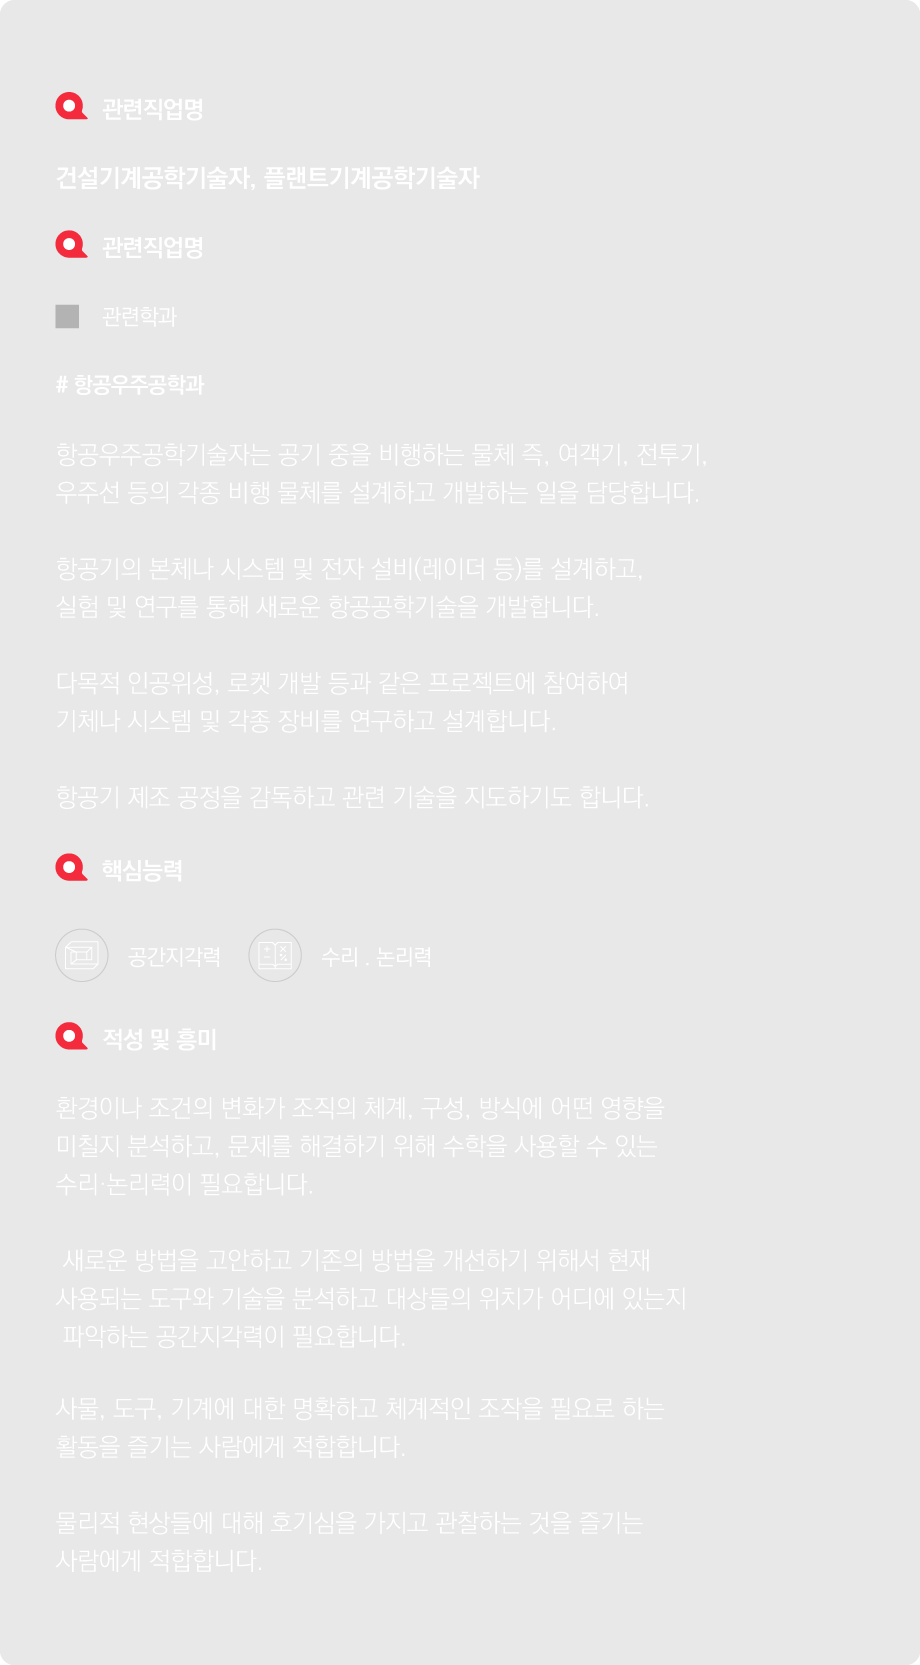 관련직업명
건설기계공학기술자, 플랜트기계공학기술자
관련직업명
관련학과
# 항공우주공학과
항공우주공학기술자는 공기 중을 비행하는 물체 즉, 여객기, 전투기,
우주선 등의 각종 비행 물체를 설계하고 개발하는 일을 담당합니다.
항공기의 본체나 시스템 및 전자 설비(레이더 등)를 설계하고,
실험 및 연구를 통해 새로운 항공공학기술을 개발합니다.
다목적 인공위성, 로켓 개발 등과 같은 프로젝트에 참여하여
기체나 시스템 및 각종 장비를 연구하고 설계합니다.
항공기 제조 공정을 감독하고 관련 기술을 지도하기도 합니다.
핵심능력
공간지각력 수리 . 논리력
적성 및 흥미
환경이나 조건의 변화가 조직의 체계, 구성, 방식에 어떤 영향을
미칠지 분석하고, 문제를 해결하기 위해 수학을 사용할 수 있는
수리·논리력이 필요합니다.
새로운 방법을 고안하고 기존의 방법을 개선하기 위해서 현재
사용되는 도구와 기술을 분석하고 대상들의 위치가 어디에 있는지
파악하는 공간지각력이 필요합니다.
사물, 도구, 기계에 대한 명확하고 체계적인 조작을 필요로 하는
활동을 즐기는 사람에게 적합합니다.
물리적 현상들에 대해 호기심을 가지고 관찰하는 것을 즐기는
사람에게 적합합니다.